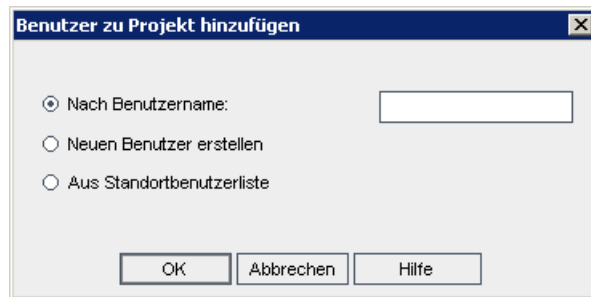 Benutzer zu Projekt hinzufügen
Nach Benutzername:
Neuen Benutzer erstellen
Aus Standortbenutzerliste
OK Abbrechen Hilfe